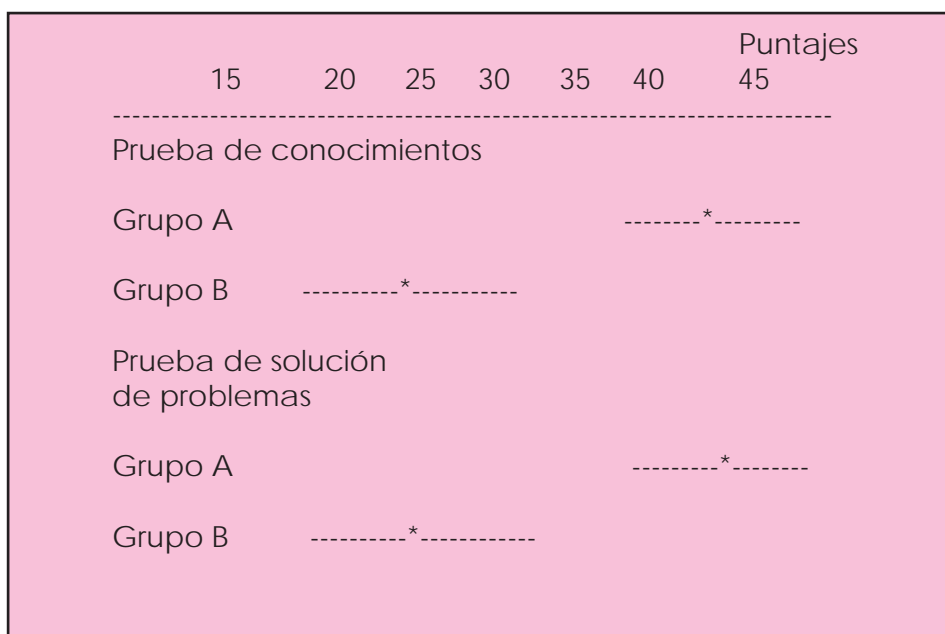 Puntajes
15 20 25 30 35 40 45
--------------------------------------------------------------------------
Prueba de conocimientos
Grupo A --------*---------
Grupo B ----------*-----------
Prueba de solución
de problemas
Grupo A ---------*--------
Grupo B ----------*------------